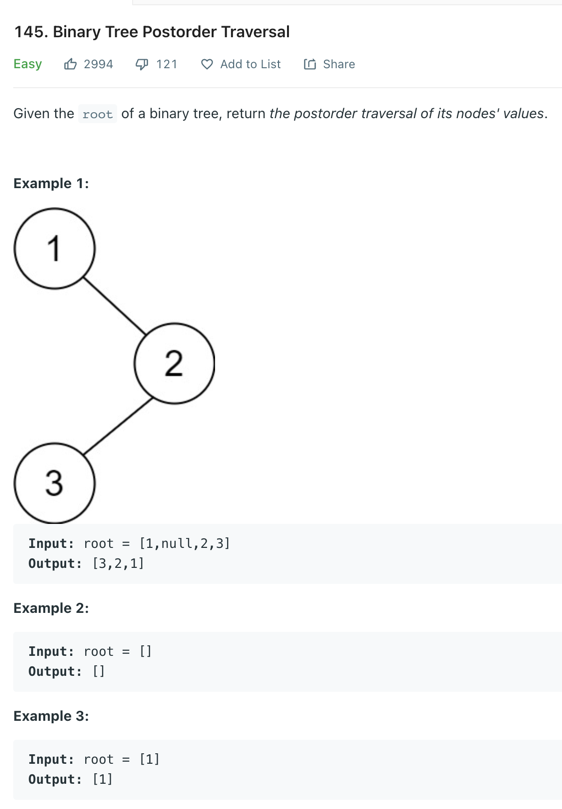 145. Binary Tree Postorder Traversal
Easy 2994 121 Add to List Share
Given the root of a binary tree, return the postorder traversal of its nodes' values.
Example 1:
1
2
3
Input: root = [1,null,2,3]
Output: [3,2,1]
Example 2:
Input: root = []
Output: []
Example 3:
Input: root = [1]
Output: [1]